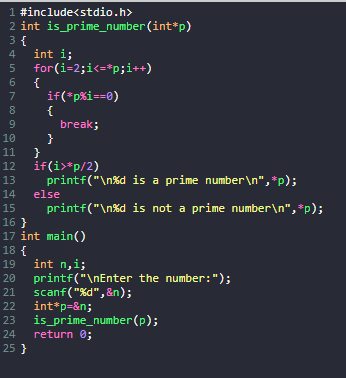 1 #include<stdio.h>
2 int is_prime_number(int*p)
3 {
4   int i;
5   for(i=2;i<=*p;i++)
6   {
7     if(*p%i==0)
8     {
9       break;
10     }
11   }
12   if(i>*p/2)
13     printf("\n%d is a prime number\n",*p);
14   else
15     printf("\n%d is not a prime number\n",*p);
16 }
17 int main()
18 {
19   int n,i;
20   printf("\nEnter the number:");
21   scanf("%d",&n);
22   int*p=&n;
23   is_prime_number(p);
24   return 0;
25 }